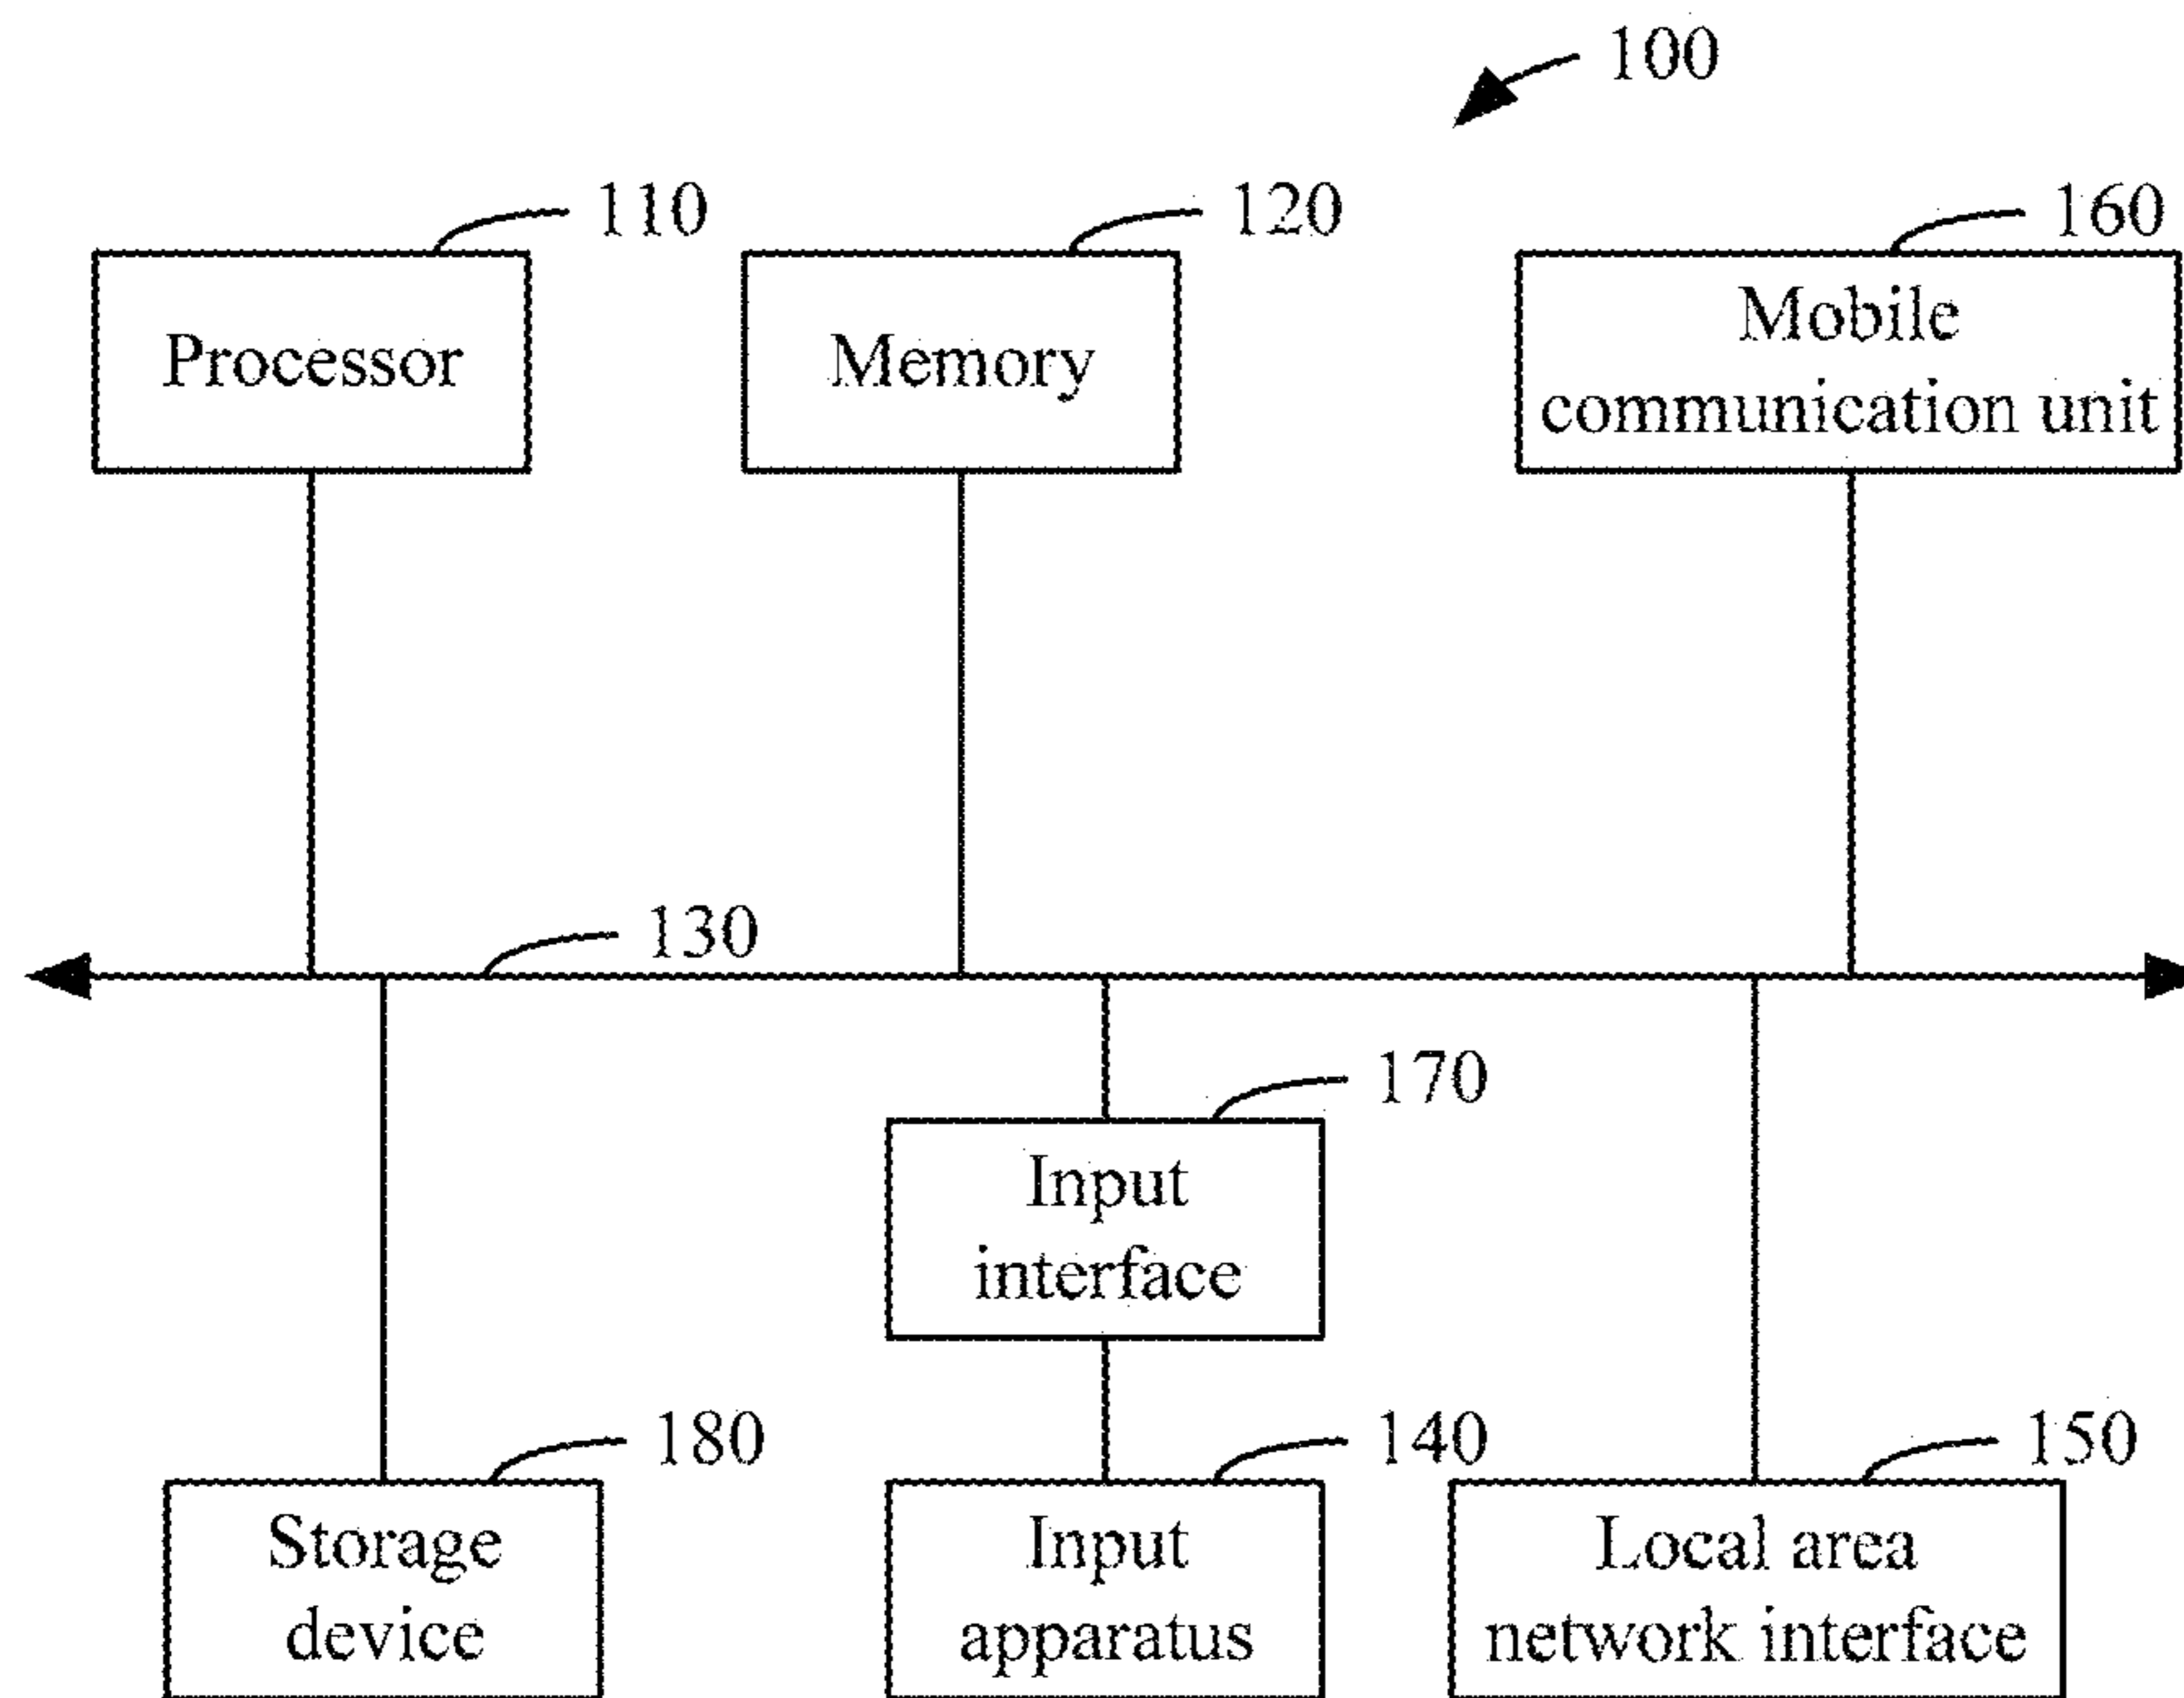 100
110
120
160
Processor
Memory
Mobile
communication unit
130
170
Input
interface
180
140
150
Storage
device
Input
apparatus
Local area
network interface